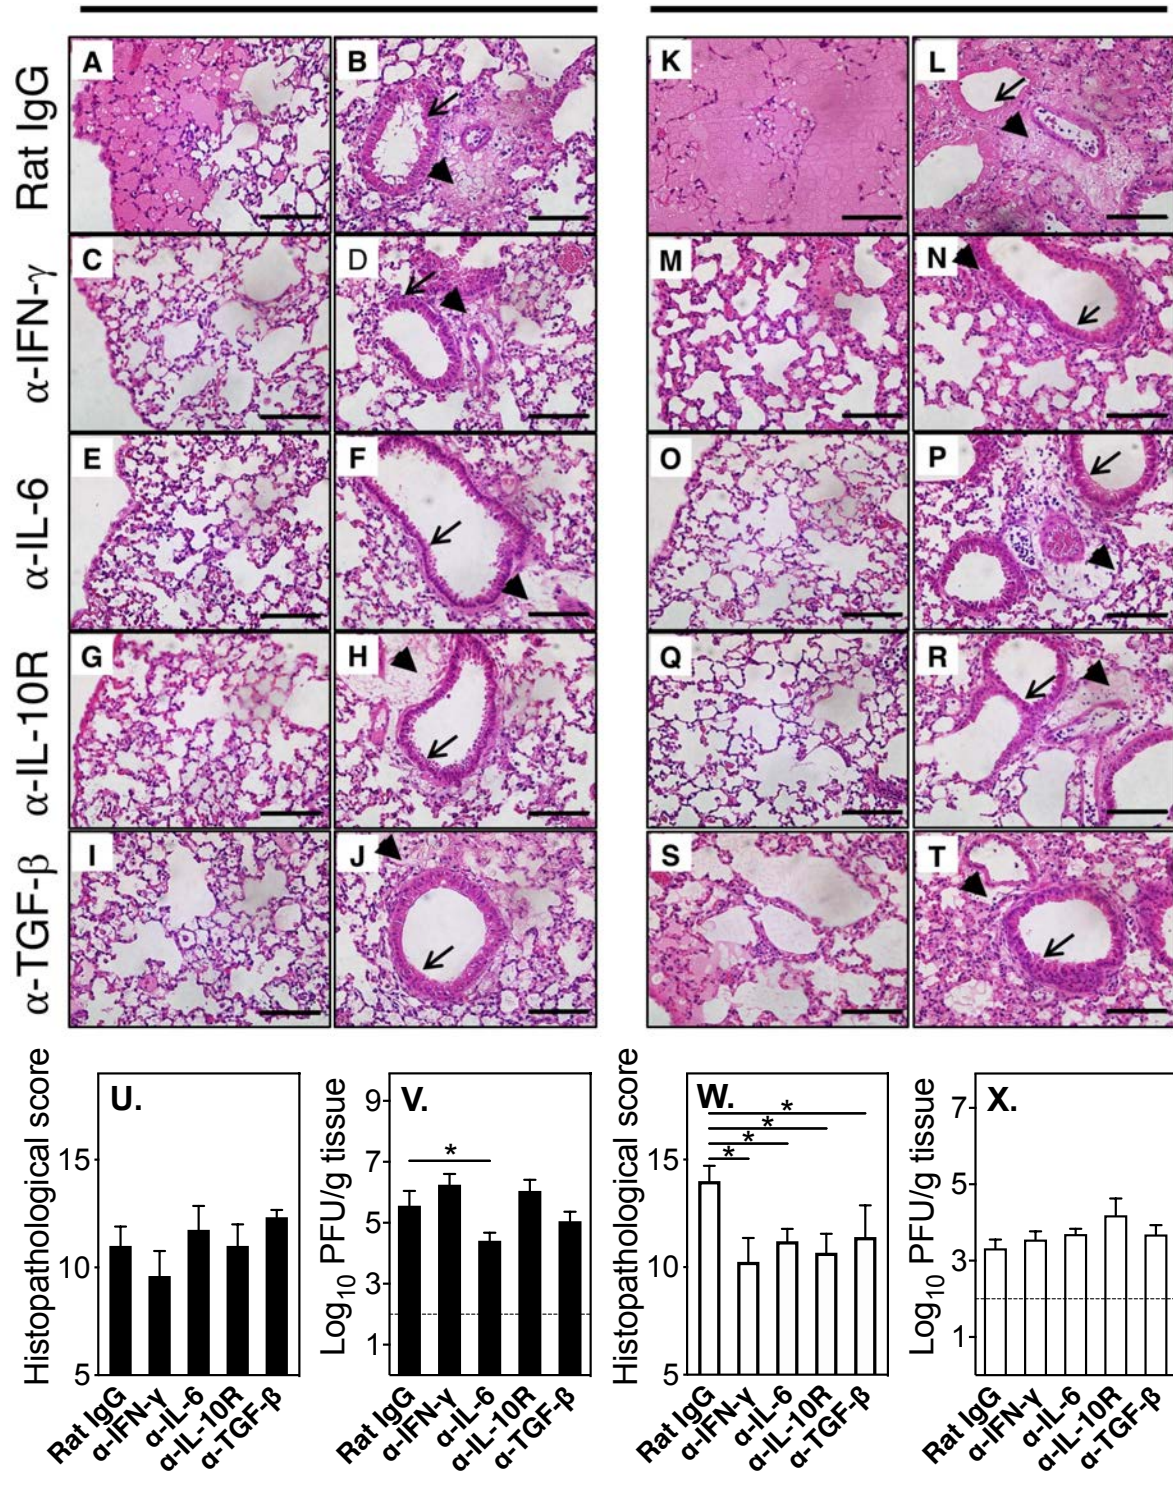 Rat IgG
A
B
K
L
α-IFN-γ
C
D
M
N
α-IL-6
E
F
O
P
α-IL-10R
G
H
Q
R
α-TGF-β
I
J
S
T
U.
Histopathological score
15
10
5
Rat IgG
α-IFN-γ
α-IL-6
α-IL-10R
α-TGF-β
V.
Log10 PFU/g tissue
9
7
5
3
1
*
Rat IgG
α-IFN-γ
α-IL-6
α-IL-10R
α-TGF-β
W.
Histopathological score
15
10
5
*
*
*
*
Rat IgG
α-IFN-γ
α-IL-6
α-IL-10R
α-TGF-β
X.
Log10 PFU/g tissue
7
5
3
1
Rat IgG
α-IFN-γ
α-IL-6
α-IL-10R
α-TGF-β